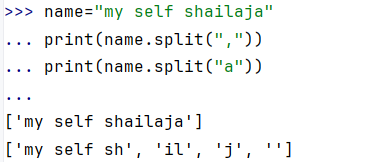 >>> name="my self shailaja"
... print(name.split(","))
... print(name.split("a"))
...
['my self shailaja']
['my self sh', 'il', 'j', '']